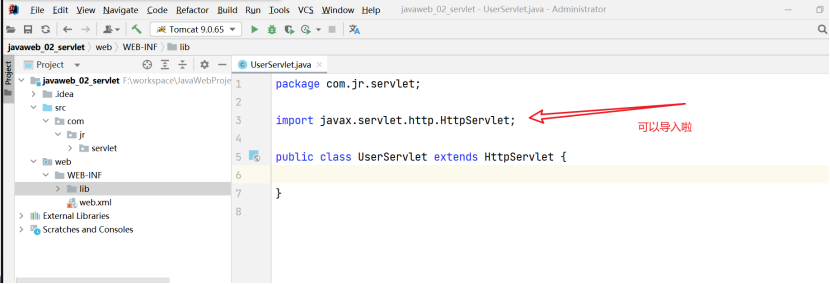 File Edit View Navigate Code Refactor Build Run Tools VCS Window Help javaweb_02_servlet - UserServlet.java - Administrator
Tomcat 9.0.65
javaweb_02_servlet web WEB-INF lib
Project
Project
UserServlet.java
javaweb_02_servlet F:\workspace\JavaWebProje
.idea
src
com
jr
servlet
web
WEB-INF
lib
web.xml
External Libraries
Scratches and Consoles
1 package com.jr.servlet;
2
3 import javax.servlet.http.HttpServlet;
4
5 public class UserServlet extends HttpServlet {
6
7 }
8
可以导入啦